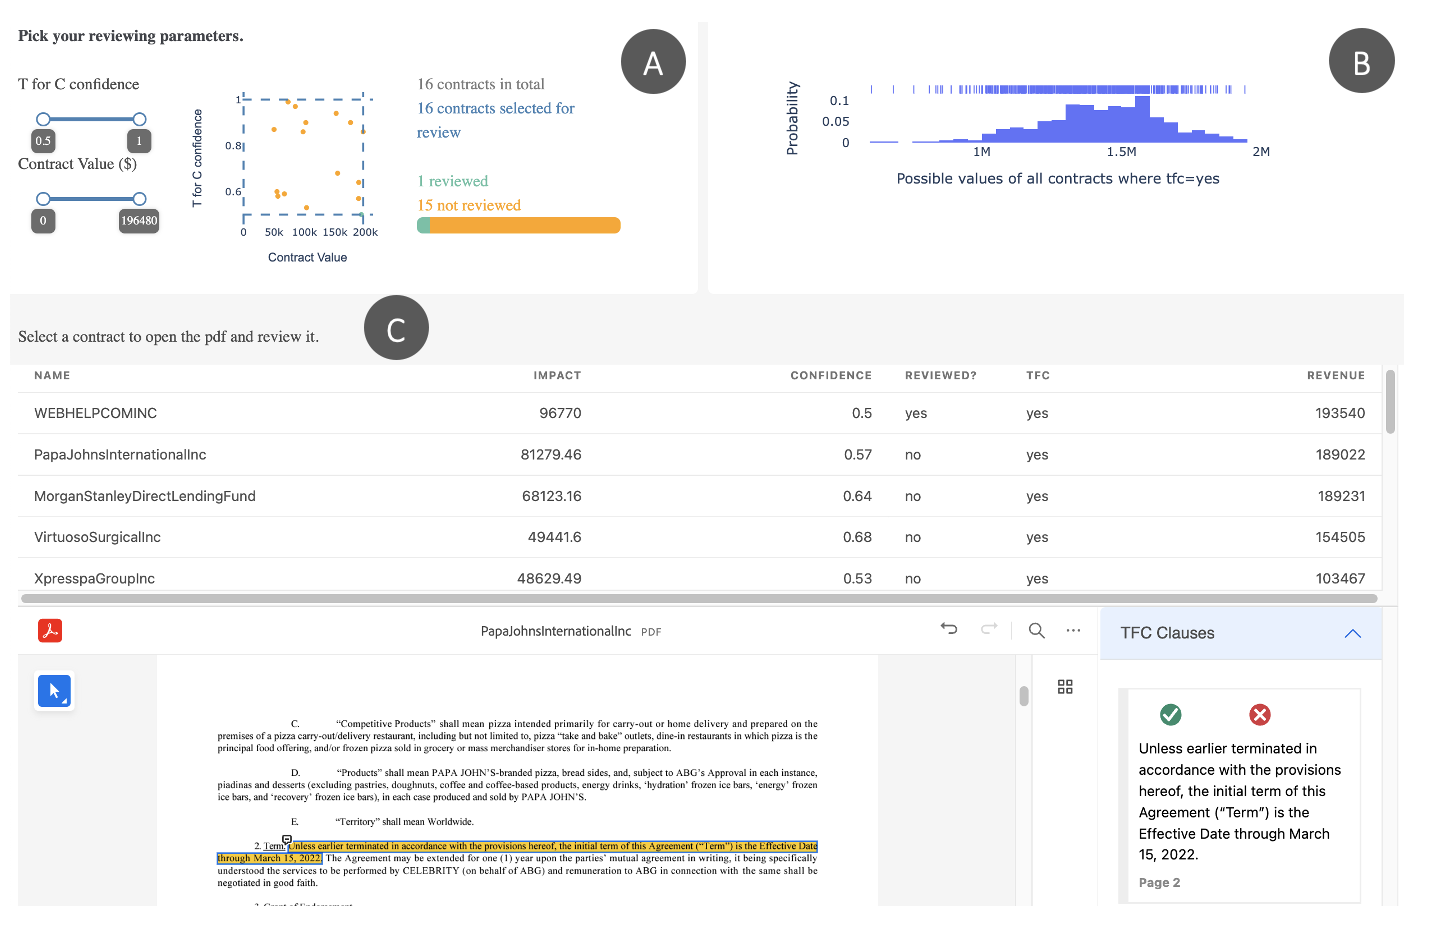 Pick your reviewing parameters.
A
T for C confidence
0.5
1
Contract Value ($)
0
196480
T for C confidence
1
0.8
0.6
0
50k
100k
150k
200k
Contract Value
16 contracts in total
16 contracts selected for
review
1 reviewed
15 not reviewed
B
Probability
0.1
0.05
0
1M
1.5M
2M
Possible values of all contracts where tfc=yes
C
Select a contract to open the pdf and review it.
NAME IMPACT CONFIDENCE REVIEWED? TFC REVENUE
WEBHELPCOMINC 96770 0.5 yes yes 193540
PapaJohnsInternationalInc 81279.46 0.57 no yes 189022
MorganStanleyDirectLendingFund 68123.16 0.64 no yes 189231
VirtuosoSurgicalInc 49441.6 0.68 no yes 154505
XpresspaGroupInc 48629.49 0.53 no yes 103467
PapaJohnsInternationalInc PDF
C. “Competitive Products” shall mean pizza intended primarily for carry-out or home delivery and prepared on the
premises of a pizza carry-out/delivery restaurant, including but not limited to, pizza “take and bake” outlets, dine-in restaurants in which pizza is the
principal food offering, and/or frozen pizza sold in grocery or mass merchandiser stores for in-home preparation.
D. “Products” shall mean PAPA JOHN’S-branded pizza, bread sides, and, subject to ABG’s Approval in each instance,
piadinas and desserts (excluding pastries, doughnuts, coffee and coffee-based products, energy drinks, ‘hydration’ frozen ice bars, ‘energy’ frozen
ice bars, and ‘recovery’ frozen ice bars), in each case produced and sold by PAPA JOHN’S.
E. “Territory” shall mean Worldwide.
2. Term. Unless earlier terminated in accordance with the provisions hereof, the initial term of this Agreement (“Term”) is the Effective Date
through March 15, 2022. The Agreement may be extended for one (1) year upon the parties’ mutual agreement in writing, it being specifically
understood the services to be performed by CELEBRITY (on behalf of ABG) and remuneration to ABG in connection with the same shall be
negotiated in good faith.
TFC Clauses
Unless earlier terminated in
accordance with the provisions
hereof, the initial term of this
Agreement (“Term”) is the
Effective Date through March
15, 2022.
Page 2